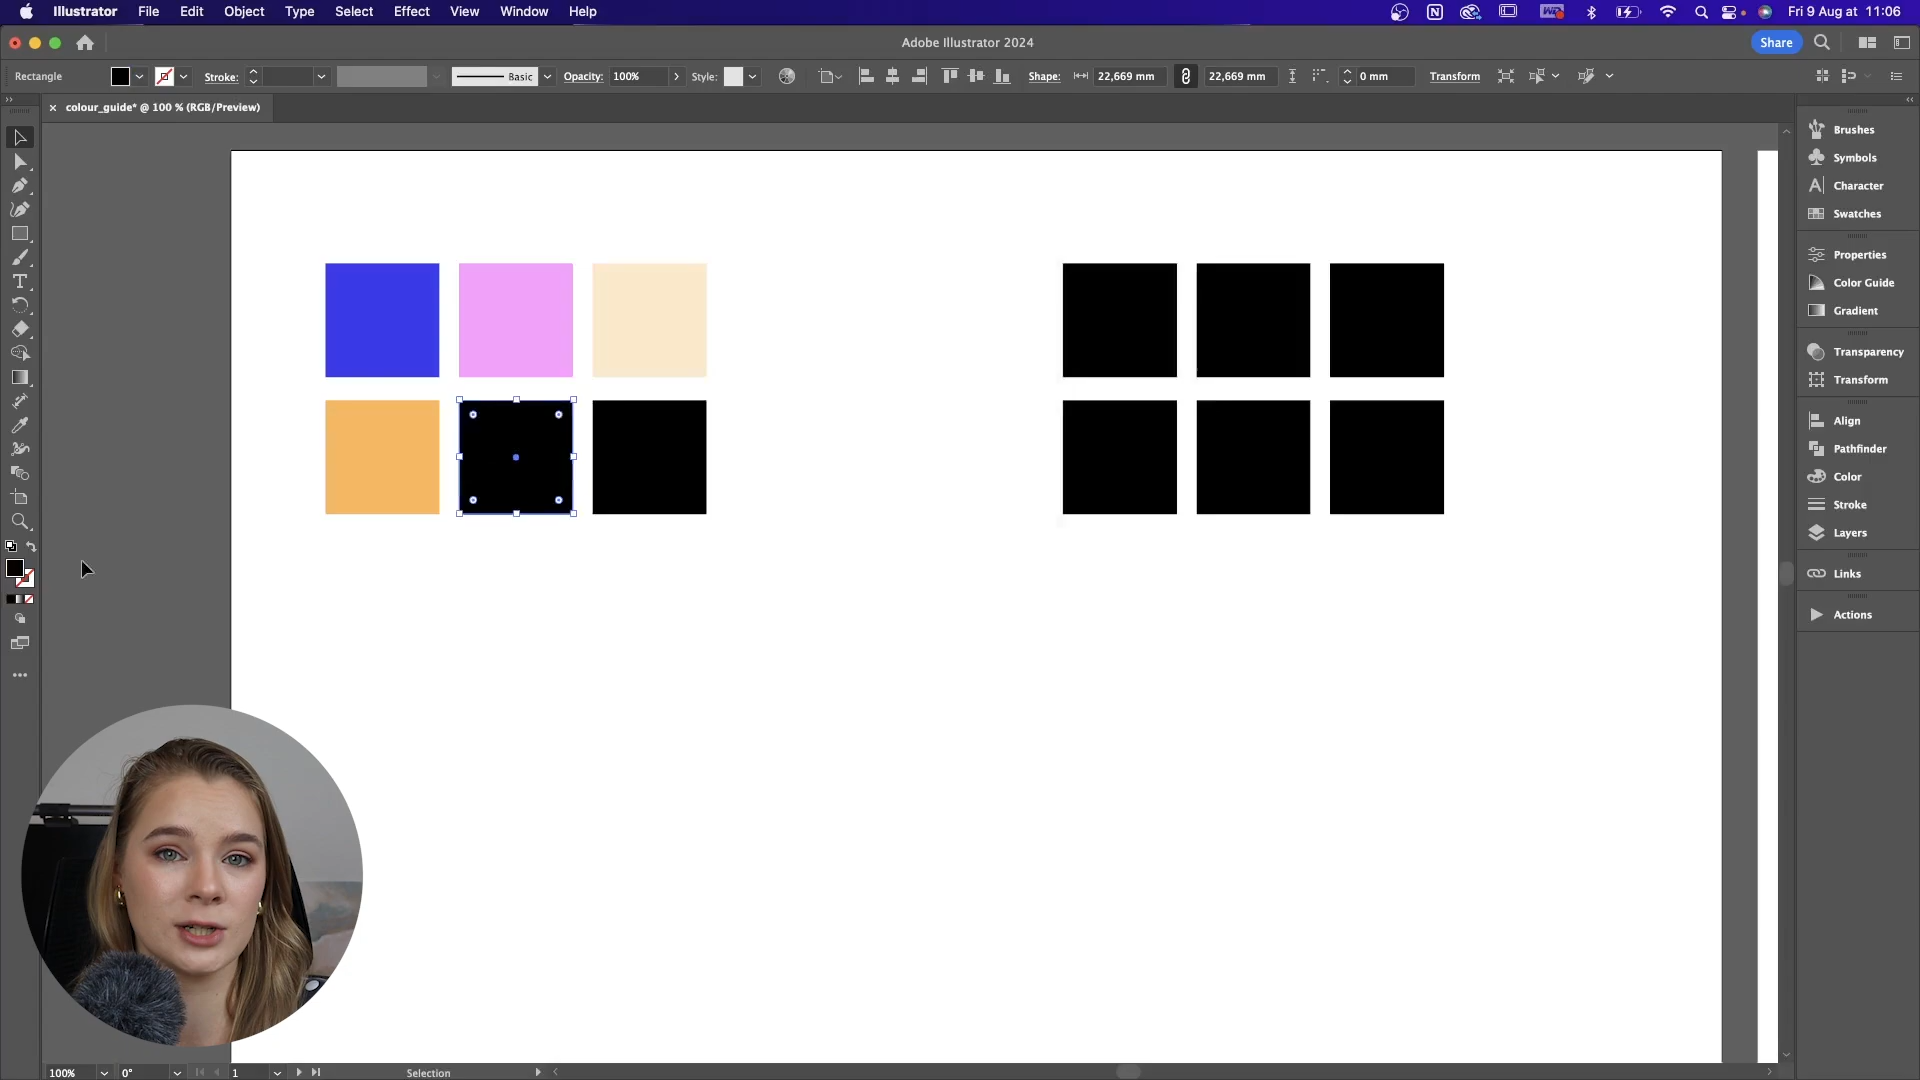 Illustrator File Edit Object Type Select Effect View Window Help Fri 9 Aug at 11:06
Adobe Illustrator 2024 Share
Rectangle Stroke: Basic Opacity: 100% Style: Shape: 22,669 mm 22,669 mm 0 mm Transform
× colour_guide* @ 100 % (RGB/Preview)
Brushes
Symbols
Character
Swatches
Properties
Color Guide
Gradient
Transparency
Transform
Align
Pathfinder
Color
Stroke
Layers
Links
Actions
100% 0° 1 Selection